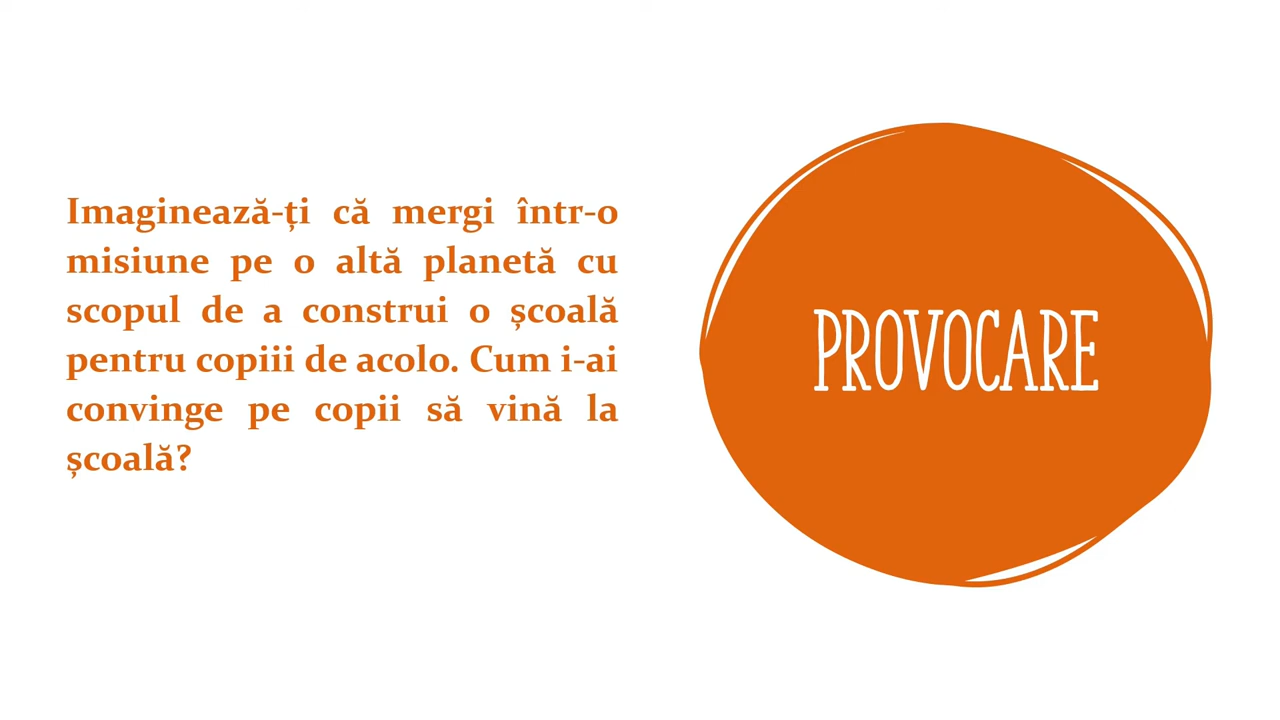 Imaginează-ți că mergi într-o
misiune pe o altă planetă cu
scopul de a construi o școală
pentru copiii de acolo. Cum i-ai
convinge pe copii să vină la
școală?
PROVOCARE